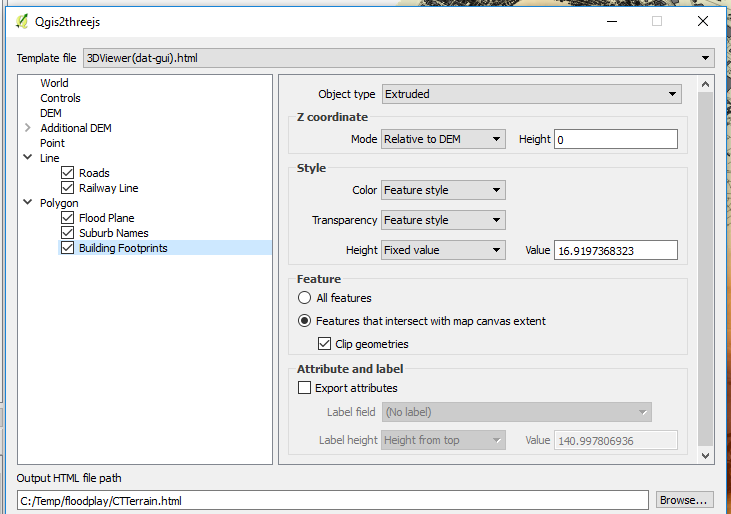 Qgis2threejs
Template file 3DViewer(dat-gui).html
World
Controls
DEM
Additional DEM
Point
Line
Roads
Railway Line
Polygon
Flood Plane
Suburb Names
Building Footprints
Object type Extruded
Z coordinate
Mode Relative to DEM Height 0
Style
Color Feature style
Transparency Feature style
Height Fixed value Value 16.9197368323
Feature
All features
Features that intersect with map canvas extent
Clip geometries
Attribute and label
Export attributes
Label field (No label)
Label height Height from top Value 140.997806936
Output HTML file path
C:/Temp/floodplay/CTTerrain.html Browse...